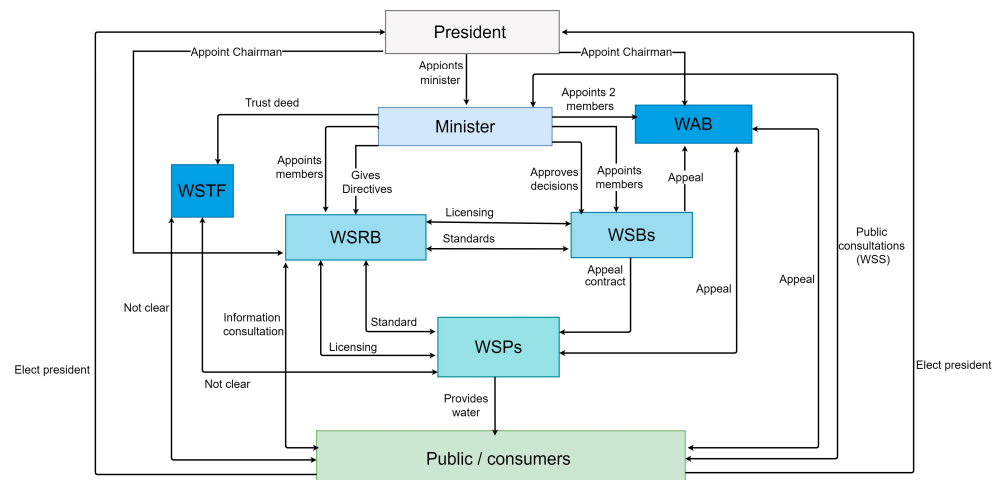 President
Appoint Chairman
Appoint Chairman
Appionts
minister
Appoints 2
members
Trust deed
Minister
WAB
Appoints
members
Gives
Directives
Approves
decisions
Appoints
members
Appeal
WSTF
Licensing
WSRB
WSBs
Standards
Public
consultations
(WSS)
Appeal
contract
Appeal
Appeal
Not clear
Information
consultation
Standard
Licensing
WSPs
Elect president
Elect president
Not clear
Provides
water
Public / consumers